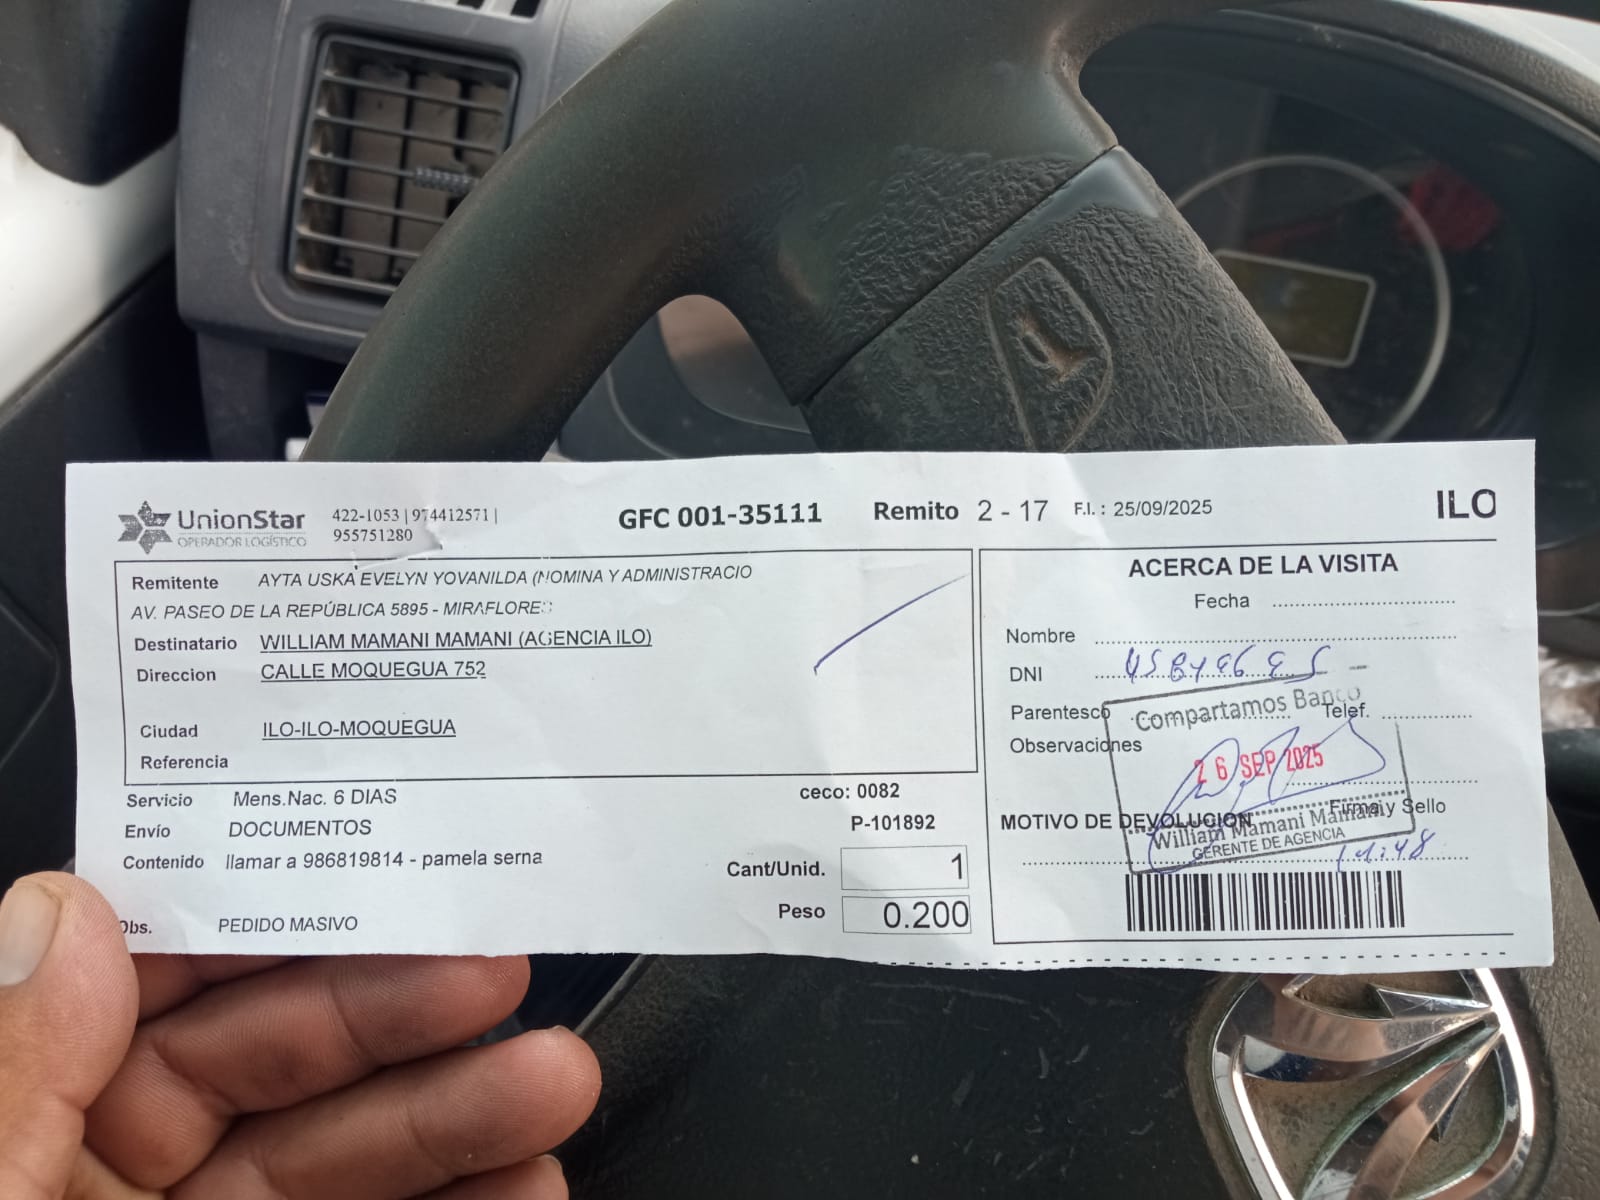 UnionStar
OPERADOR LOGÍSTICO
422-1053 | 974412571 |
955751280
GFC 001-35111
Remito 2 - 17
F.I. : 25/09/2025
ILO
Remitente AYTA USKA EVELYN YOVANILDA (NOMINA Y ADMINISTRACIO
AV. PASEO DE LA REPÚBLICA 5895 - MIRAFLORES
Destinatario WILLIAM MAMANI MAMANI (AGENCIA ILO)
Direccion CALLE MOQUEGUA 752
Ciudad ILO-ILO-MOQUEGUA
Referencia
Servicio Mens.Nac. 6 DIAS
Envío DOCUMENTOS
Contenido llamar a 986819814 - pamela serna
Obs. PEDIDO MASIVO
ceco: 0082
P-101892
Cant/Unid. 1
Peso 0.200
ACERCA DE LA VISITA
Fecha
Nombre
DNI
Parentesco
Telef.
Observaciones
Compartamos Banco
26 SEP 2025
Firma y Sello
MOTIVO DE DEVOLUCION
William Mamani Mamani
GERENTE DE AGENCIA